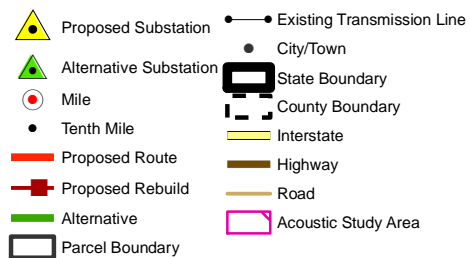 Proposed Substation
Alternative Substation
Mile
Tenth Mile
Proposed Route
Proposed Rebuild
Alternative
Parcel Boundary
Existing Transmission Line
City/Town
State Boundary
County Boundary
Interstate
Highway
Road
Acoustic Study Area